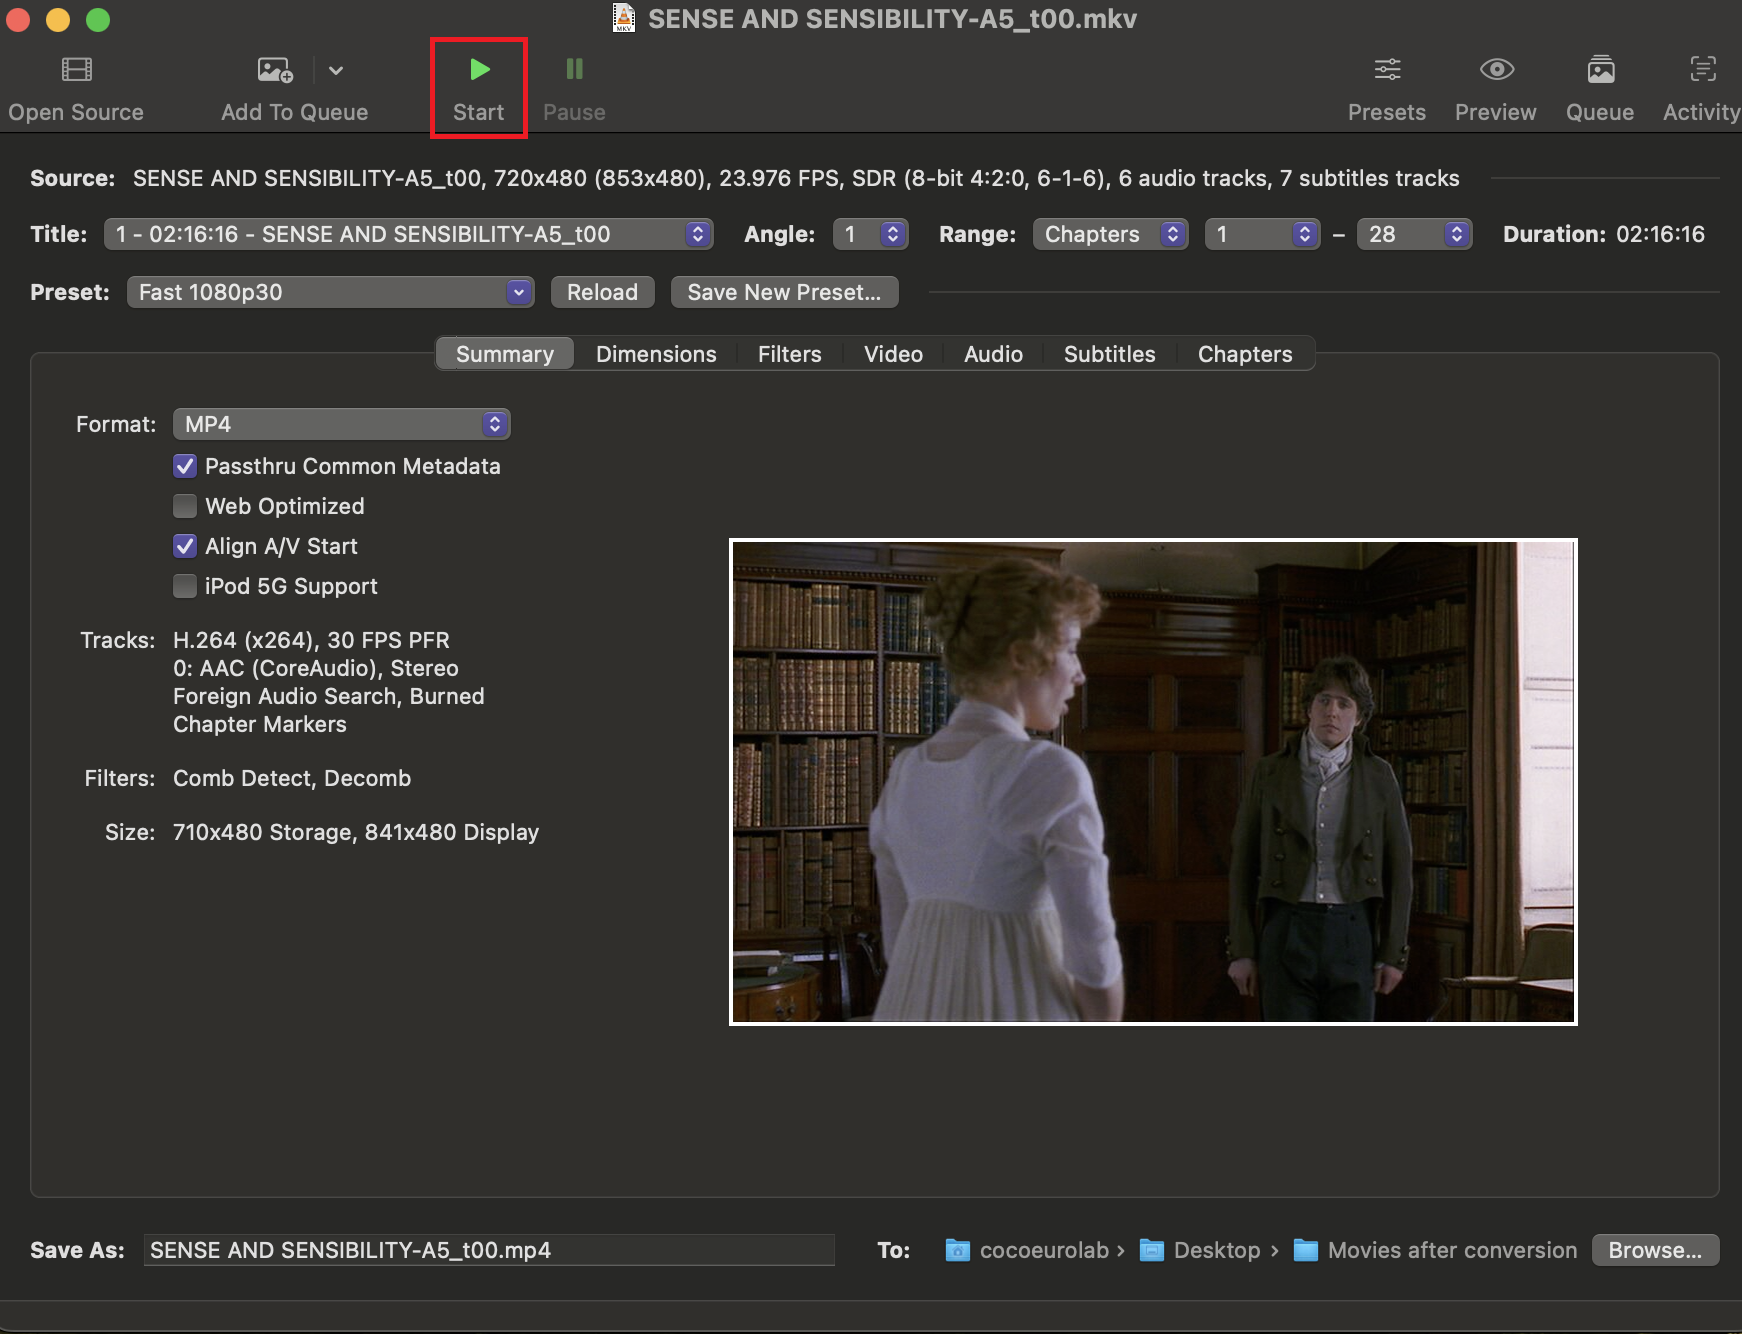 SENSE AND SENSIBILITY-A5_t00.mkv
Open Source
Add To Queue
Start
Pause
Presets
Preview
Queue
Activity
Source: SENSE AND SENSIBILITY-A5_t00, 720x480 (853x480), 23.976 FPS, SDR (8-bit 4:2:0, 6-1-6), 6 audio tracks, 7 subtitles tracks
Title: 1 - 02:16:16 - SENSE AND SENSIBILITY-A5_t00 Angle: 1 Range: Chapters 1 – 28 Duration: 02:16:16
Preset: Fast 1080p30 Reload Save New Preset...
Summary Dimensions Filters Video Audio Subtitles Chapters
Format: MP4
Passthru Common Metadata
Web Optimized
Align A/V Start
iPod 5G Support
Tracks: H.264 (x264), 30 FPS PFR
0: AAC (CoreAudio), Stereo
Foreign Audio Search, Burned
Chapter Markers
Filters: Comb Detect, Decomb
Size: 710x480 Storage, 841x480 Display
Save As: SENSE AND SENSIBILITY-A5_t00.mp4 To: cocoeurolab › Desktop › Movies after conversion Browse...